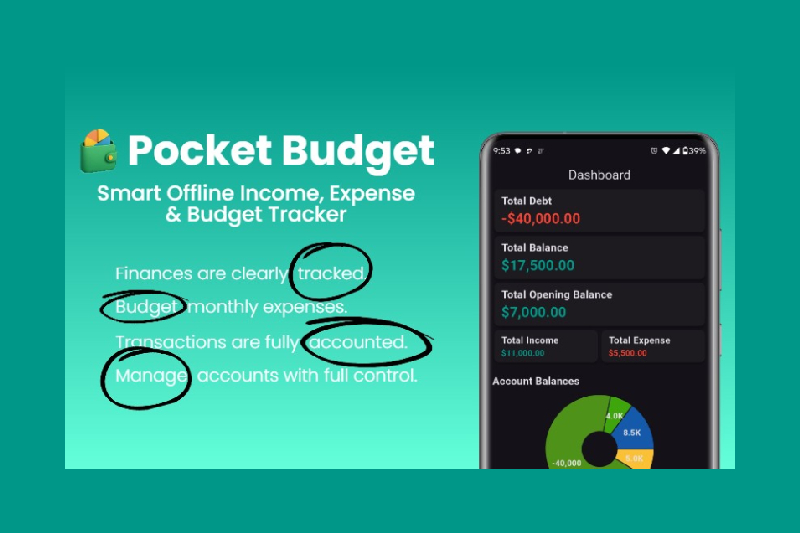 Pocket Budget
Smart Offline Income, Expense
& Budget Tracker
Finances are clearly tracked.
Budget monthly expenses.
Transactions are fully accounted.
Manage accounts with full control.
9:53
39%
Dashboard
Total Debt
-$40,000.00
Total Balance
$17,500.00
Total Opening Balance
$7,000.00
Total Income
$11,000.00
Total Expense
$5,500.00
Account Balances
4.0K
8.5K
-40,000